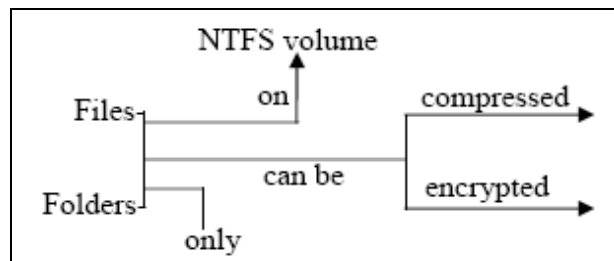 NTFS volume
on
Files
compressed
can be
encrypted
Folders
only